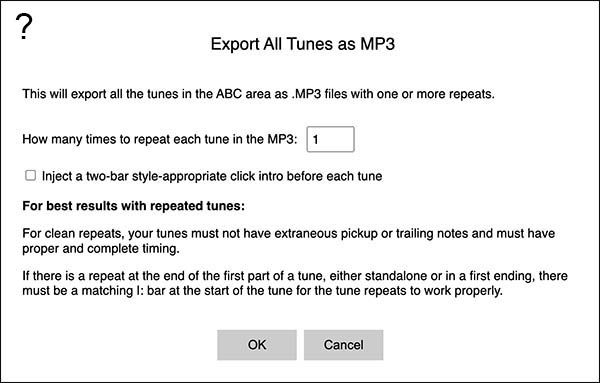 ?
Export All Tunes as MP3
This will export all the tunes in the ABC area as .MP3 files with one or more repeats.
How many times to repeat each tune in the MP3: 1
Inject a two-bar style-appropriate click intro before each tune
For best results with repeated tunes:
For clean repeats, your tunes must not have extraneous pickup or trailing notes and must have
proper and complete timing.
If there is a repeat at the end of the first part of a tune, either standalone or in a first ending, there
must be a matching |: bar at the start of the tune for the tune repeats to work properly.
OK Cancel